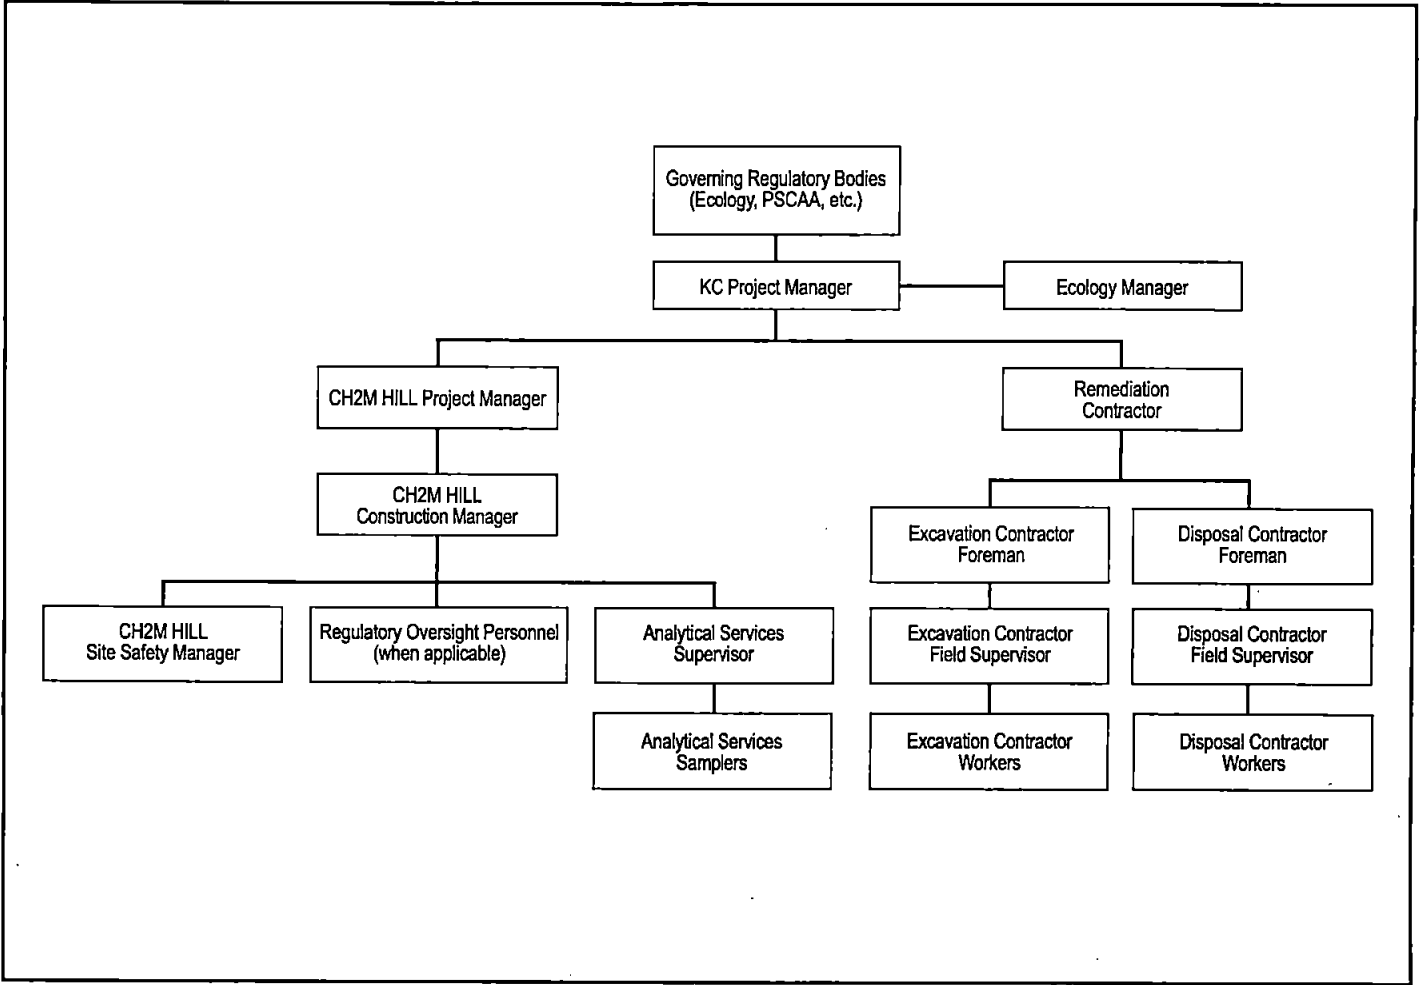 Governing Regulatory Bodies
(Ecology, PSCAA, etc.)
KC Project Manager
Ecology Manager
CH2M HILL Project Manager
Remediation
Contractor
CH2M HILL
Construction Manager
Excavation Contractor
Foreman
Disposal Contractor
Foreman
CH2M HILL
Site Safety Manager
Regulatory Oversight Personnel
(when applicable)
Analytical Services
Supervisor
Excavation Contractor
Field Supervisor
Disposal Contractor
Field Supervisor
Analytical Services
Samplers
Excavation Contractor
Workers
Disposal Contractor
Workers